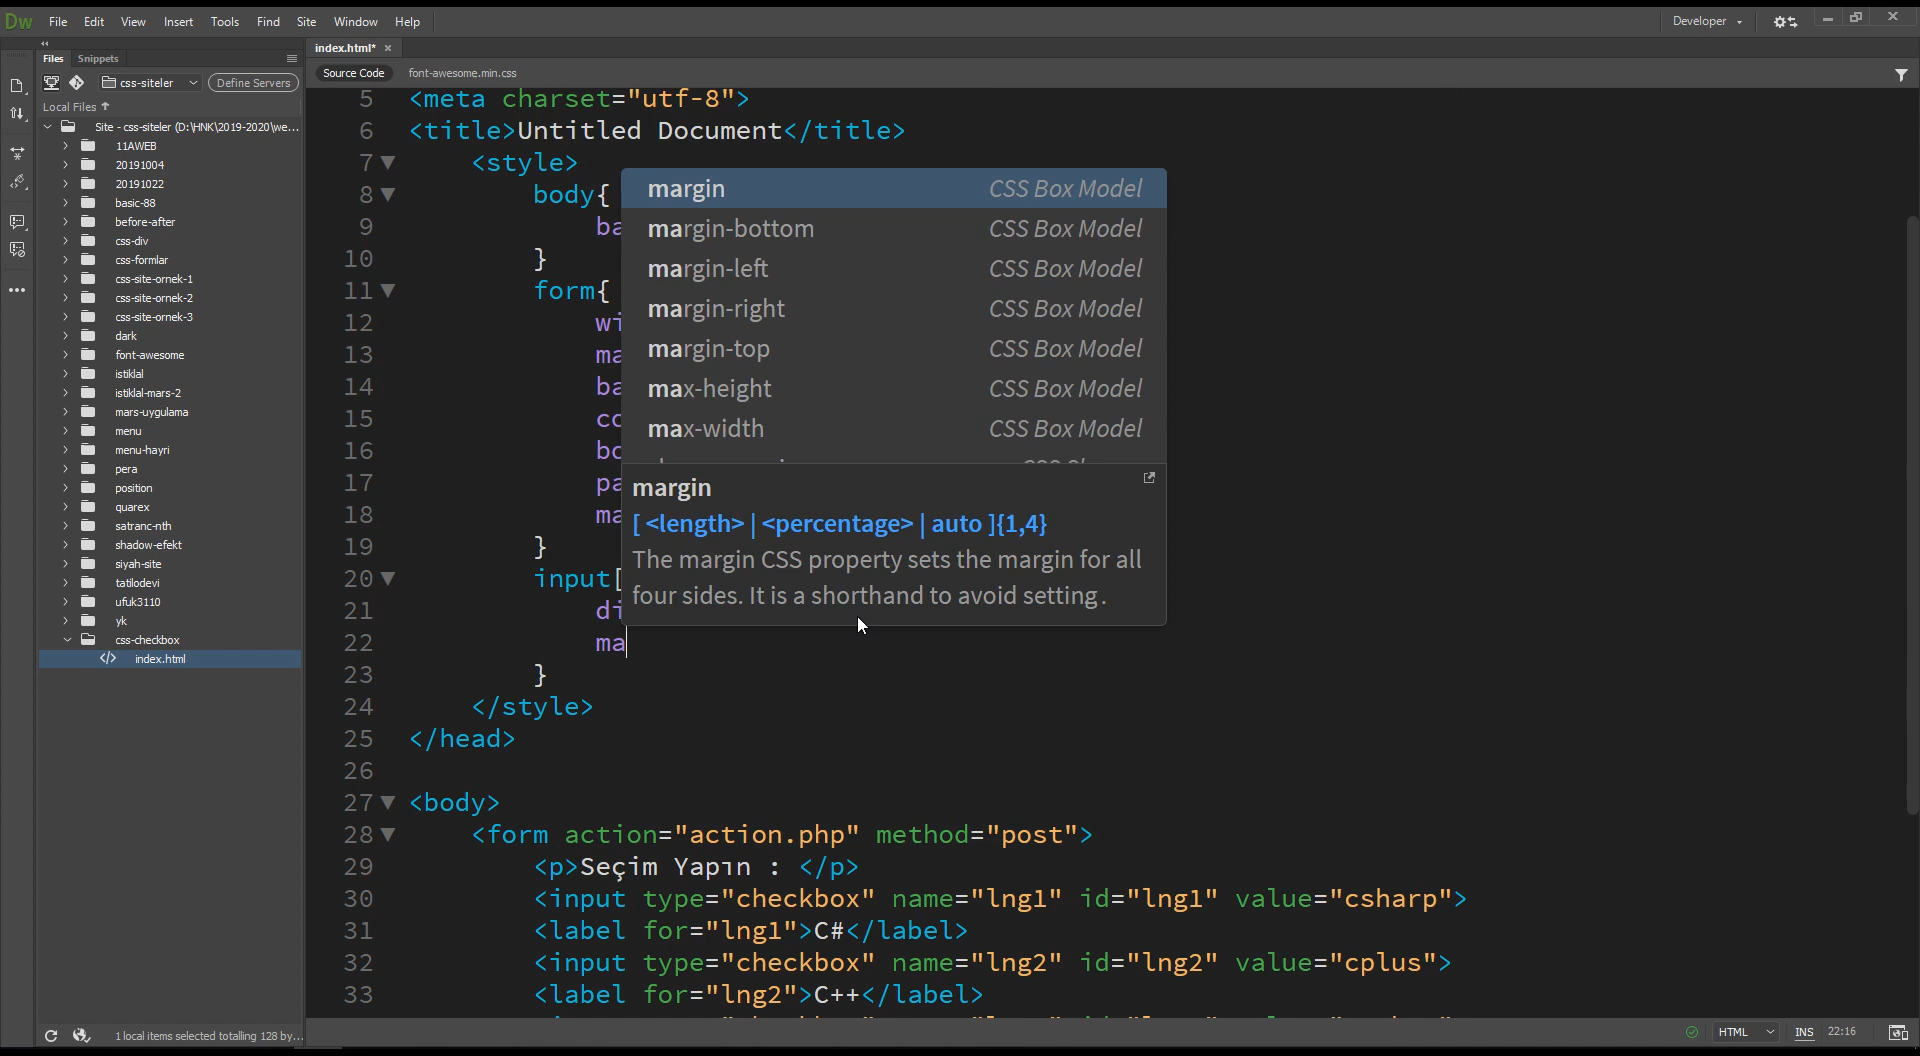 Dw File Edit View Insert Tools Find Site Window Help Developer
index.html*
Files Snippets
Source Code font-awesome.min.css
css-siteler Define Servers
Local Files
Site - css-siteler (D:\HNK\2019-2020\we...
11AWEB
20191004
20191022
basic-88
before-after
css-div
css-formlar
css-site-ornek-1
css-site-ornek-2
css-site-ornek-3
dark
font-awesome
istiklal
istiklal-mars-2
mars-uygulama
menu
menu-hayri
pera
position
quarex
satranc-nth
shadow-efekt
siyah-site
tatilodevi
ufuk3110
yk
css-checkbox
index.html
1 local items selected totalling 128 by...
5 <meta charset="utf-8">
6 <title>Untitled Document</title>
7 <style>
8 body{
9 ba
10 }
11 form{
12 wi
13 ma
14 ba
15 co
16 bo
17 pa
18 ma
19 }
20 input[
21 di
22 ma
23 }
24 </style>
25 </head>
26
27 <body>
28 <form action="action.php" method="post">
29 <p>Seçim Yapın : </p>
30 <input type="checkbox" name="lng1" id="lng1" value="csharp">
31 <label for="lng1">C#</label>
32 <input type="checkbox" name="lng2" id="lng2" value="cplus">
33 <label for="lng2">C++</label>
margin CSS Box Model
margin-bottom CSS Box Model
margin-left CSS Box Model
margin-right CSS Box Model
margin-top CSS Box Model
max-height CSS Box Model
max-width CSS Box Model
margin
[ <length> | <percentage> | auto ]{1,4}
The margin CSS property sets the margin for all
four sides. It is a shorthand to avoid setting .
HTML INS 22:16